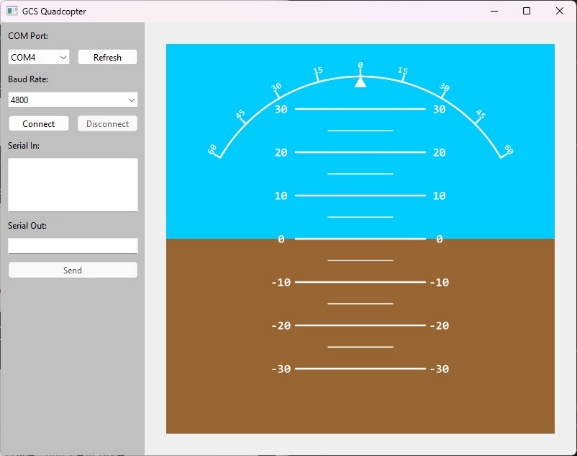 GCS Quadcopter
COM Port:
COM4
Refresh
Baud Rate:
4800
Connect
Disconnect
Serial In:
Serial Out:
Send
60 45 30 15 0 15 30 45 60
30 30
20 20
10 10
0 0
-10 -10
-20 -20
-30 -30